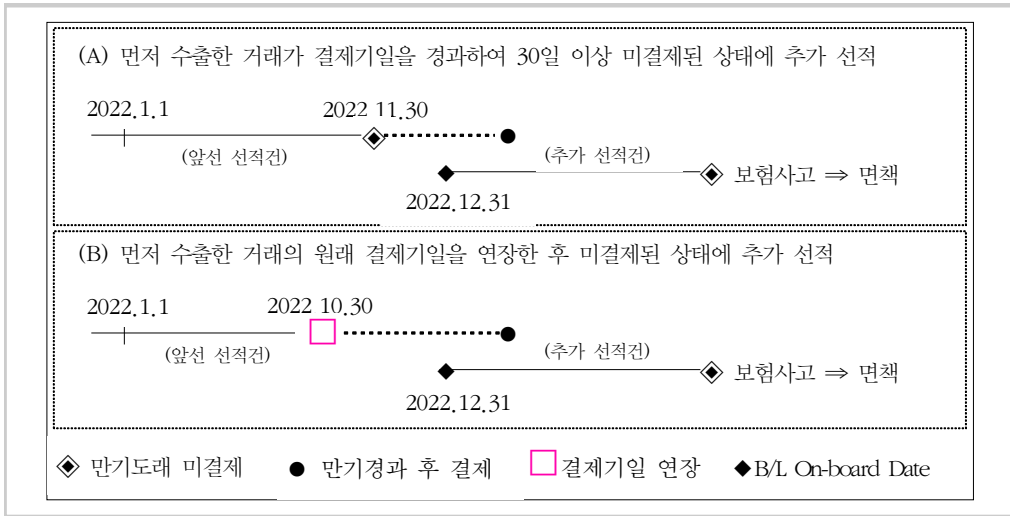 (A) 먼저 수출한 거래가 결제기일을 경과하여 30일 이상 미결제된 상태에 추가 선적
2022.1.1 2022 11.30
(앞선 선적건) (추가 선적건)
보험사고 ⇒ 면책
2022.12.31
(B) 먼저 수출한 거래의 원래 결제기일을 연장한 후 미결제된 상태에 추가 선적
2022.1.1 2022 10.30
(앞선 선적건) (추가 선적건)
보험사고 ⇒ 면책
2022.12.31
만기도래 미결제 만기경과 후 결제 결제기일 연장 B/L On-board Date